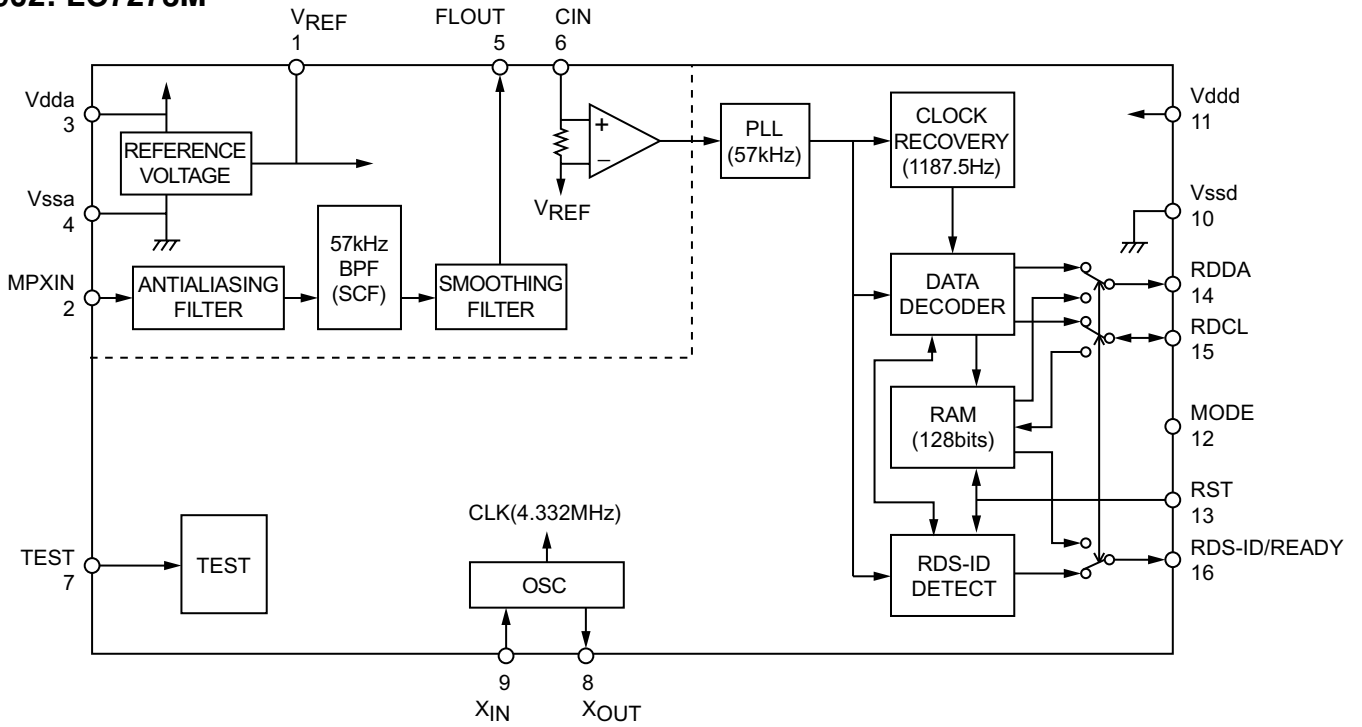 VREF
1
FLOUT
5
CIN
6
Vdda
3
REFERENCE
VOLTAGE
Vssa
4
MPXIN
2
ANTIALIASING
FILTER
57kHz
BPF
(SCF)
SMOOTHING
FILTER
+
−
VREF
PLL
(57kHz)
CLOCK
RECOVERY
(1187.5Hz)
DATA
DECODER
RAM
(128bits)
RDS-ID
DETECT
Vddd
11
Vssd
10
RDDA
14
RDCL
15
MODE
12
RST
13
RDS-ID/READY
16
TEST
7
TEST
CLK(4.332MHz)
OSC
9
XIN
8
XOUT